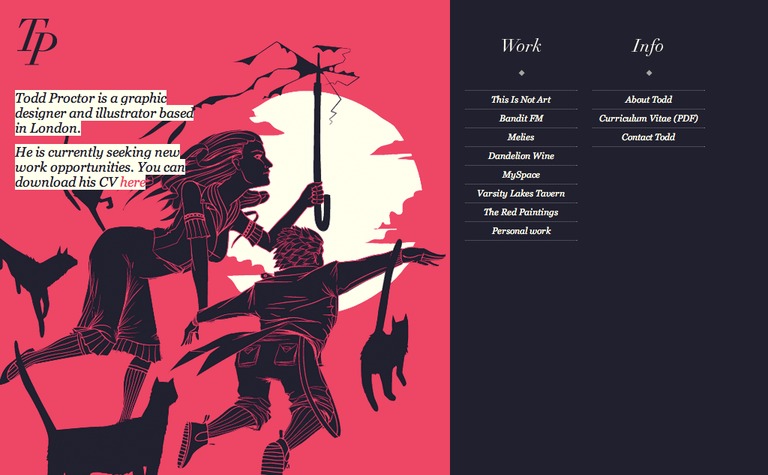 TP
Todd Proctor is a graphic
designer and illustrator based
in London.
He is currently seeking new
work opportunities. You can
download his CV here
Work
This Is Not Art
Bandit FM
Melies
Dandelion Wine
MySpace
Varsity Lakes Tavern
The Red Paintings
Personal work
Info
About Todd
Curriculum Vitae (PDF)
Contact Todd